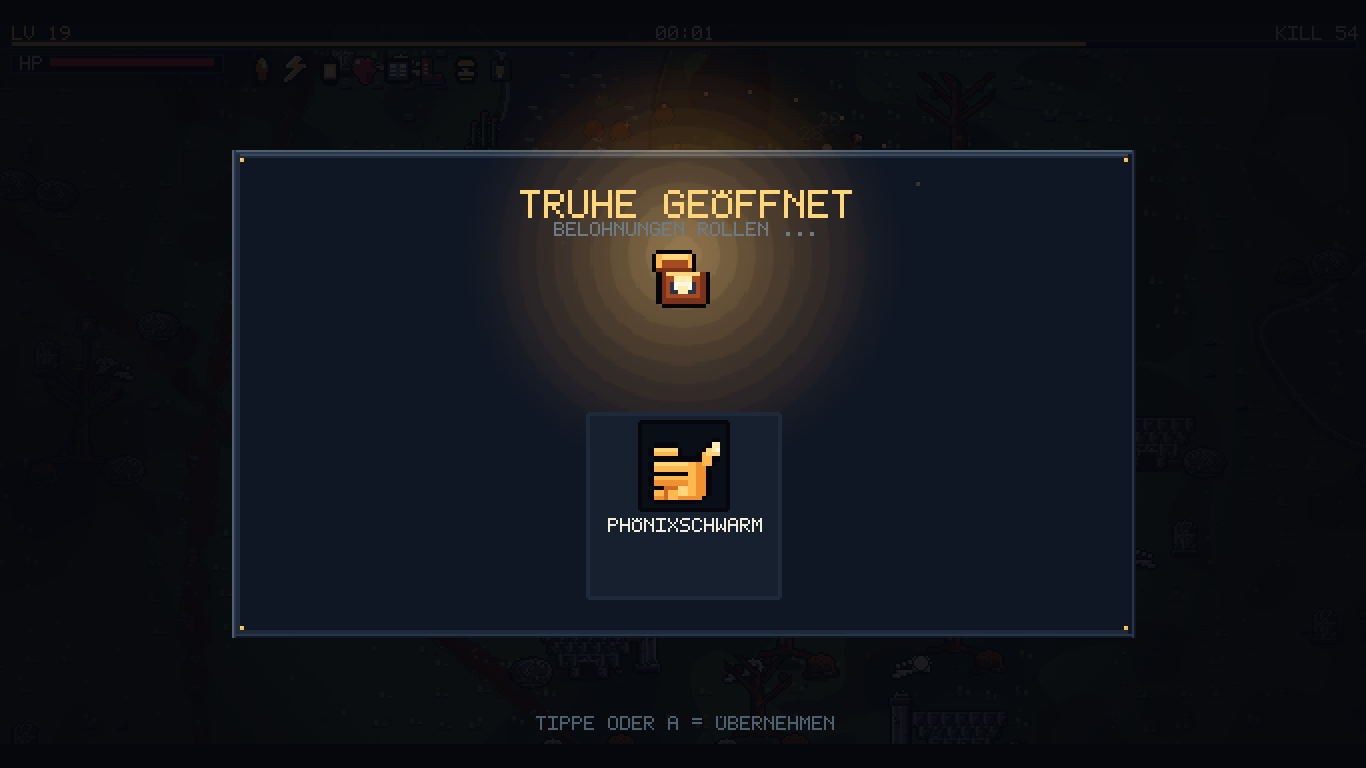 LV 19
00:01
KILL 54
HP
TRUHE GEÖFFNET
BELOHNUNGEN ROLLEN ...
PHÖNIXSCHWARM
TIPPE ODER A = ÜBERNEHMEN